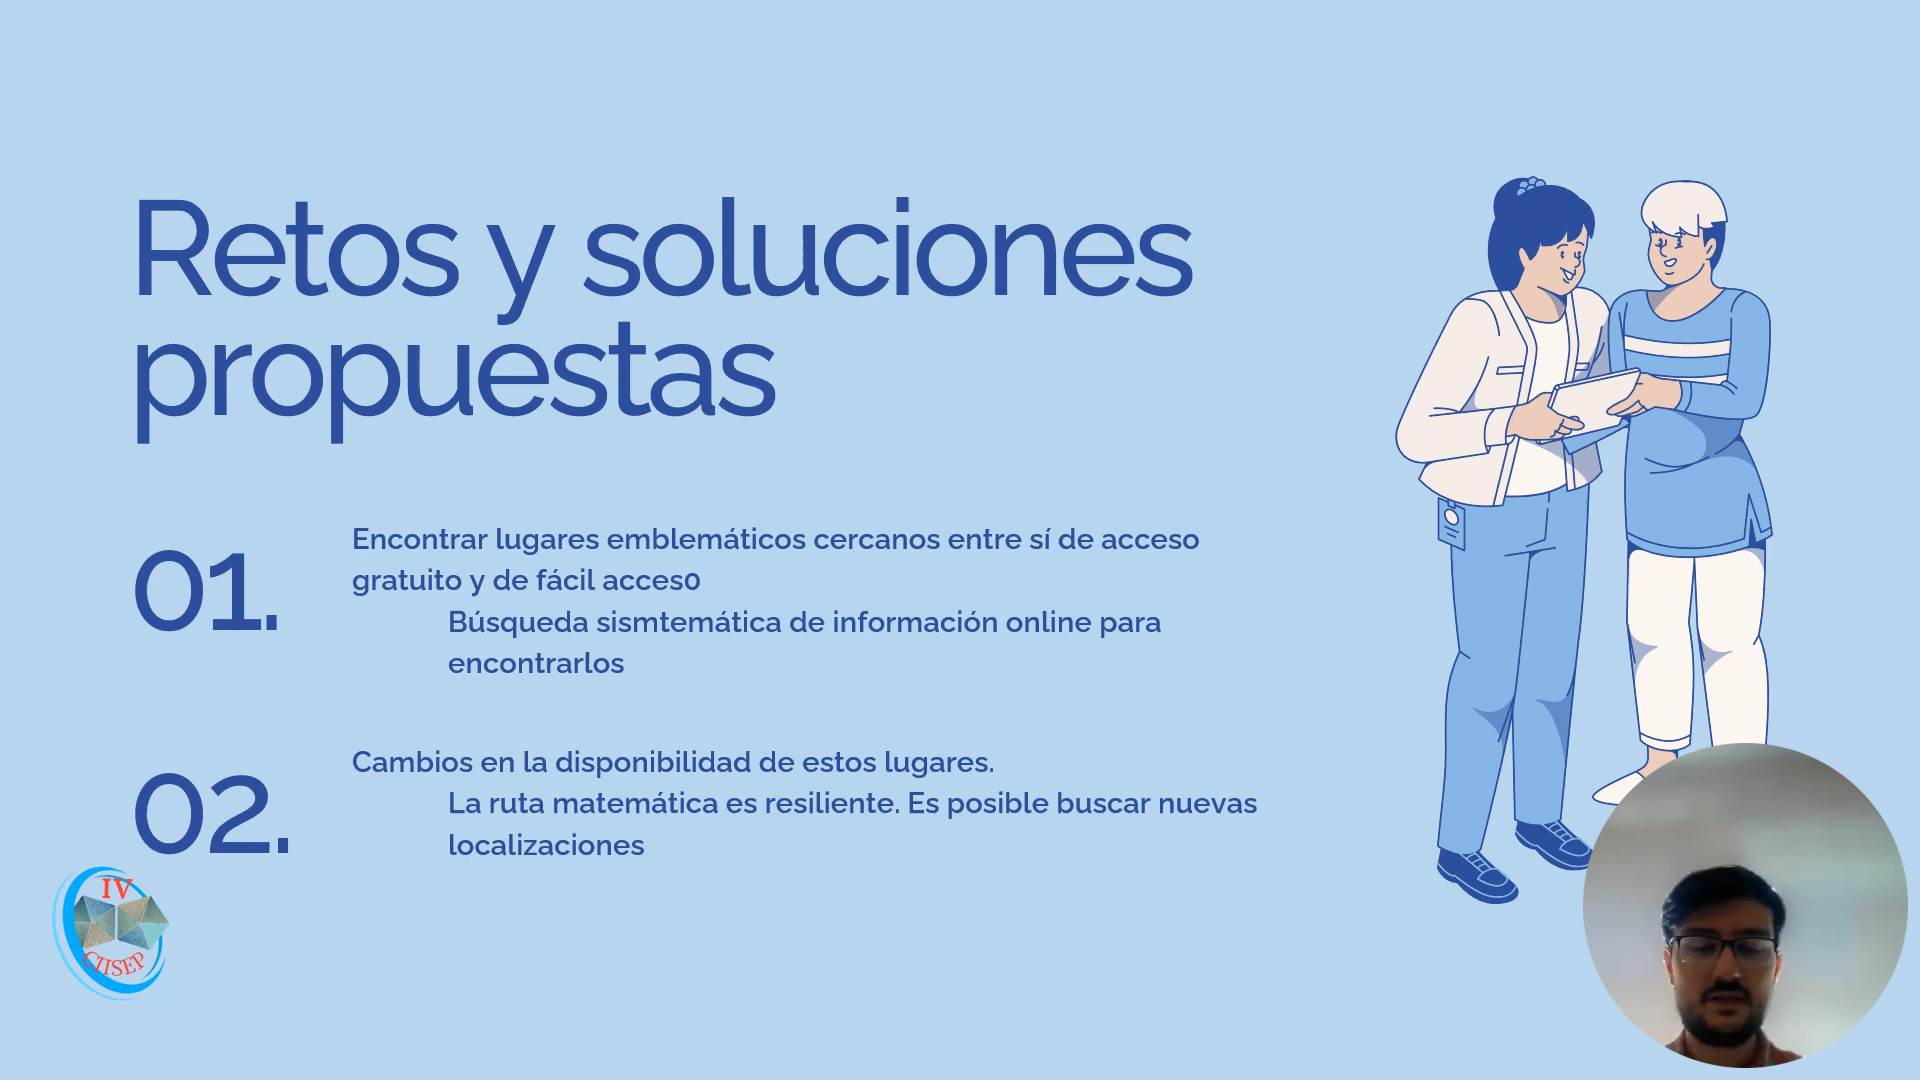 Retos y soluciones
propuestas
01.
Encontrar lugares emblemáticos cercanos entre sí de acceso
gratuito y de fácil acces0
Búsqueda sismtemática de información online para
encontrarlos
02.
Cambios en la disponibilidad de estos lugares.
La ruta matemática es resiliente. Es posible buscar nuevas
localizaciones
IV
CIISEP